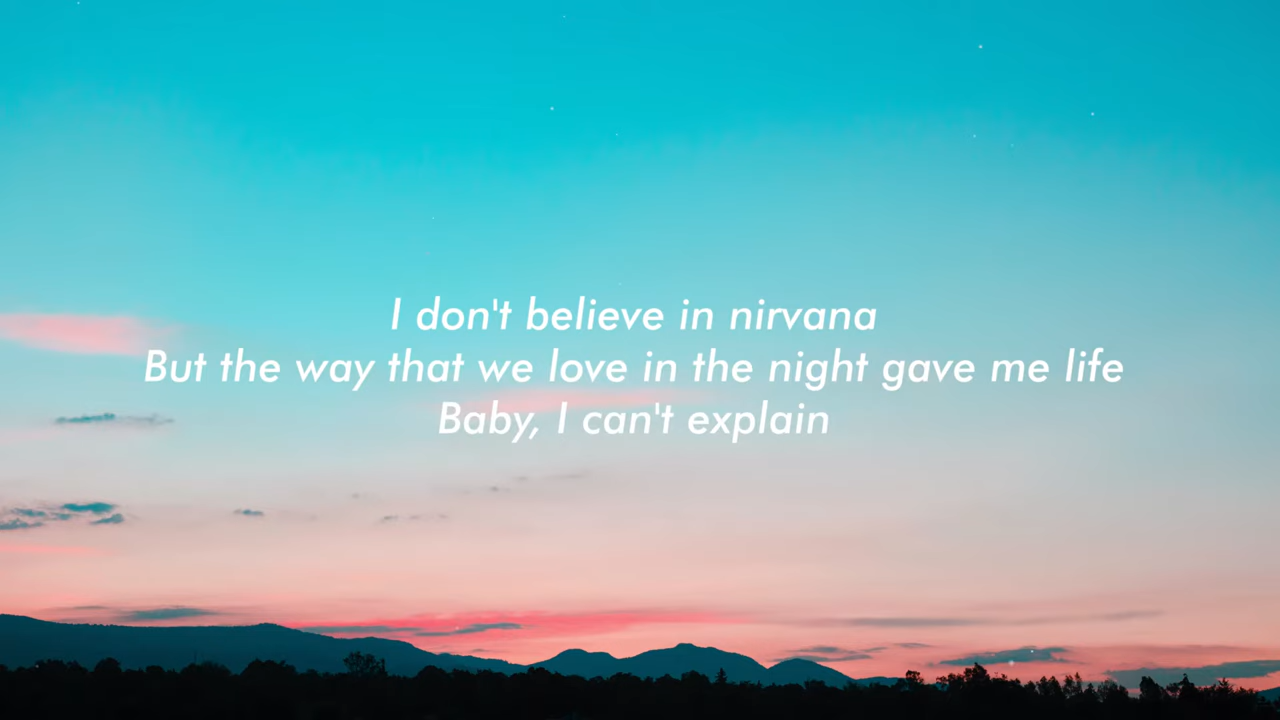 I don't believe in nirvana
But the way that we love in the night gave me life
Baby, I can't explain